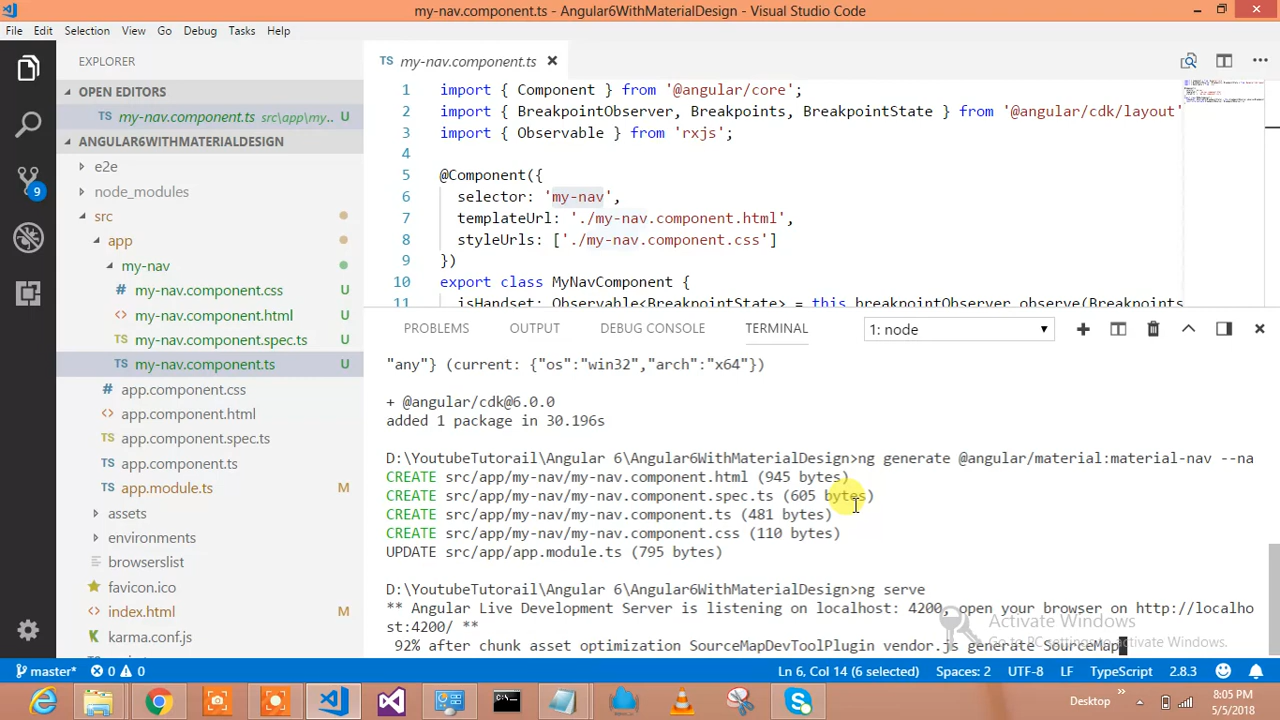 my-nav.component.ts - Angular6WithMaterialDesign - Visual Studio Code
File Edit Selection View Go Debug Tasks Help
EXPLORER
OPEN EDITORS
TS my-nav.component.ts src\app\my... U
ANGULAR6WITHMATERIALDESIGN
e2e
node_modules
src
app
my-nav
my-nav.component.css U
<> my-nav.component.html U
TS my-nav.component.spec.ts U
TS my-nav.component.ts U
# app.component.css
<> app.component.html
TS app.component.spec.ts
TS app.component.ts
TS app.module.ts M
assets
environments
browserslist
favicon.ico
<> index.html M
karma.conf.js
9
TS my-nav.component.ts
1 import { Component } from '@angular/core';
2 import { BreakpointObserver, Breakpoints, BreakpointState } from '@angular/cdk/layout'
3 import { Observable } from 'rxjs';
4
5 @Component({
6 selector: 'my-nav',
7 templateUrl: './my-nav.component.html',
8 styleUrls: ['./my-nav.component.css']
9 })
10 export class MyNavComponent {
11 isHandset: Observable<BreakpointState> = this.breakpointObserver.observe(Breakpoints
PROBLEMS OUTPUT DEBUG CONSOLE TERMINAL 1: node
"any"} (current: {"os":"win32","arch":"x64"})
+ @angular/cdk@6.0.0
added 1 package in 30.196s
D:\YoutubeTutorail\Angular 6\Angular6WithMaterialDesign>ng generate @angular/material:material-nav --na
CREATE src/app/my-nav/my-nav.component.html (945 bytes)
CREATE src/app/my-nav/my-nav.component.spec.ts (605 bytes)
CREATE src/app/my-nav/my-nav.component.ts (481 bytes)
CREATE src/app/my-nav/my-nav.component.css (110 bytes)
UPDATE src/app/app.module.ts (795 bytes)
D:\YoutubeTutorail\Angular 6\Angular6WithMaterialDesign>ng serve
** Angular Live Development Server is listening on localhost: 4200, open your browser on http://localho
st:4200/ **
92% after chunk asset optimization SourceMapDevToolPlugin vendor.js generate SourceMap
Activate Windows
Go to PC settings to activate Windows.
master* 0 0 Ln 6, Col 14 (6 selected) Spaces: 2 UTF-8 LF TypeScript 2.8.3
Desktop
8:05 PM
5/5/2018